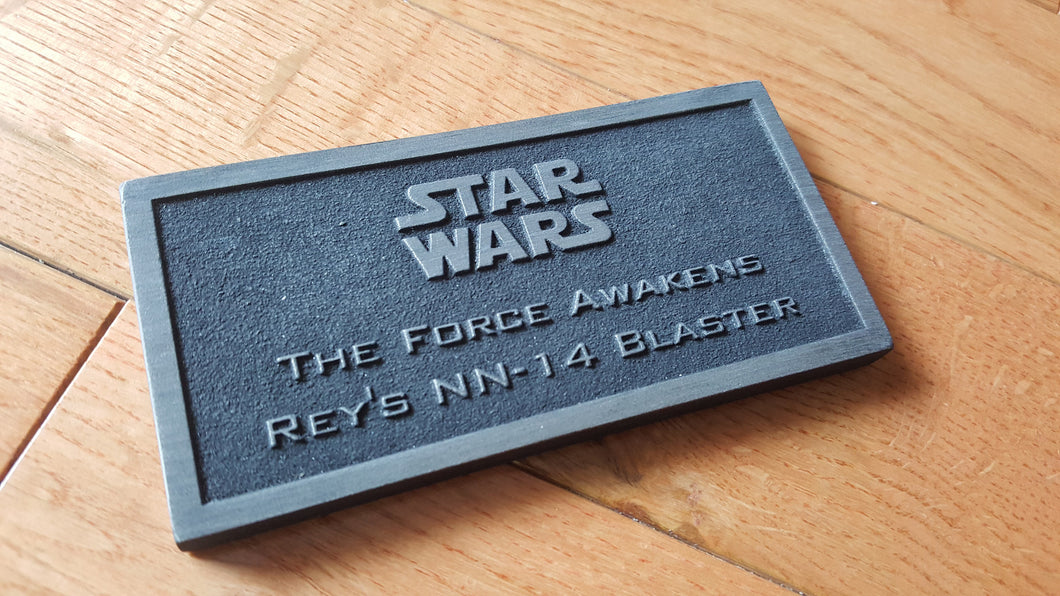 STAR
WARS
The Force Awakens
Rey's NN-14 Blaster